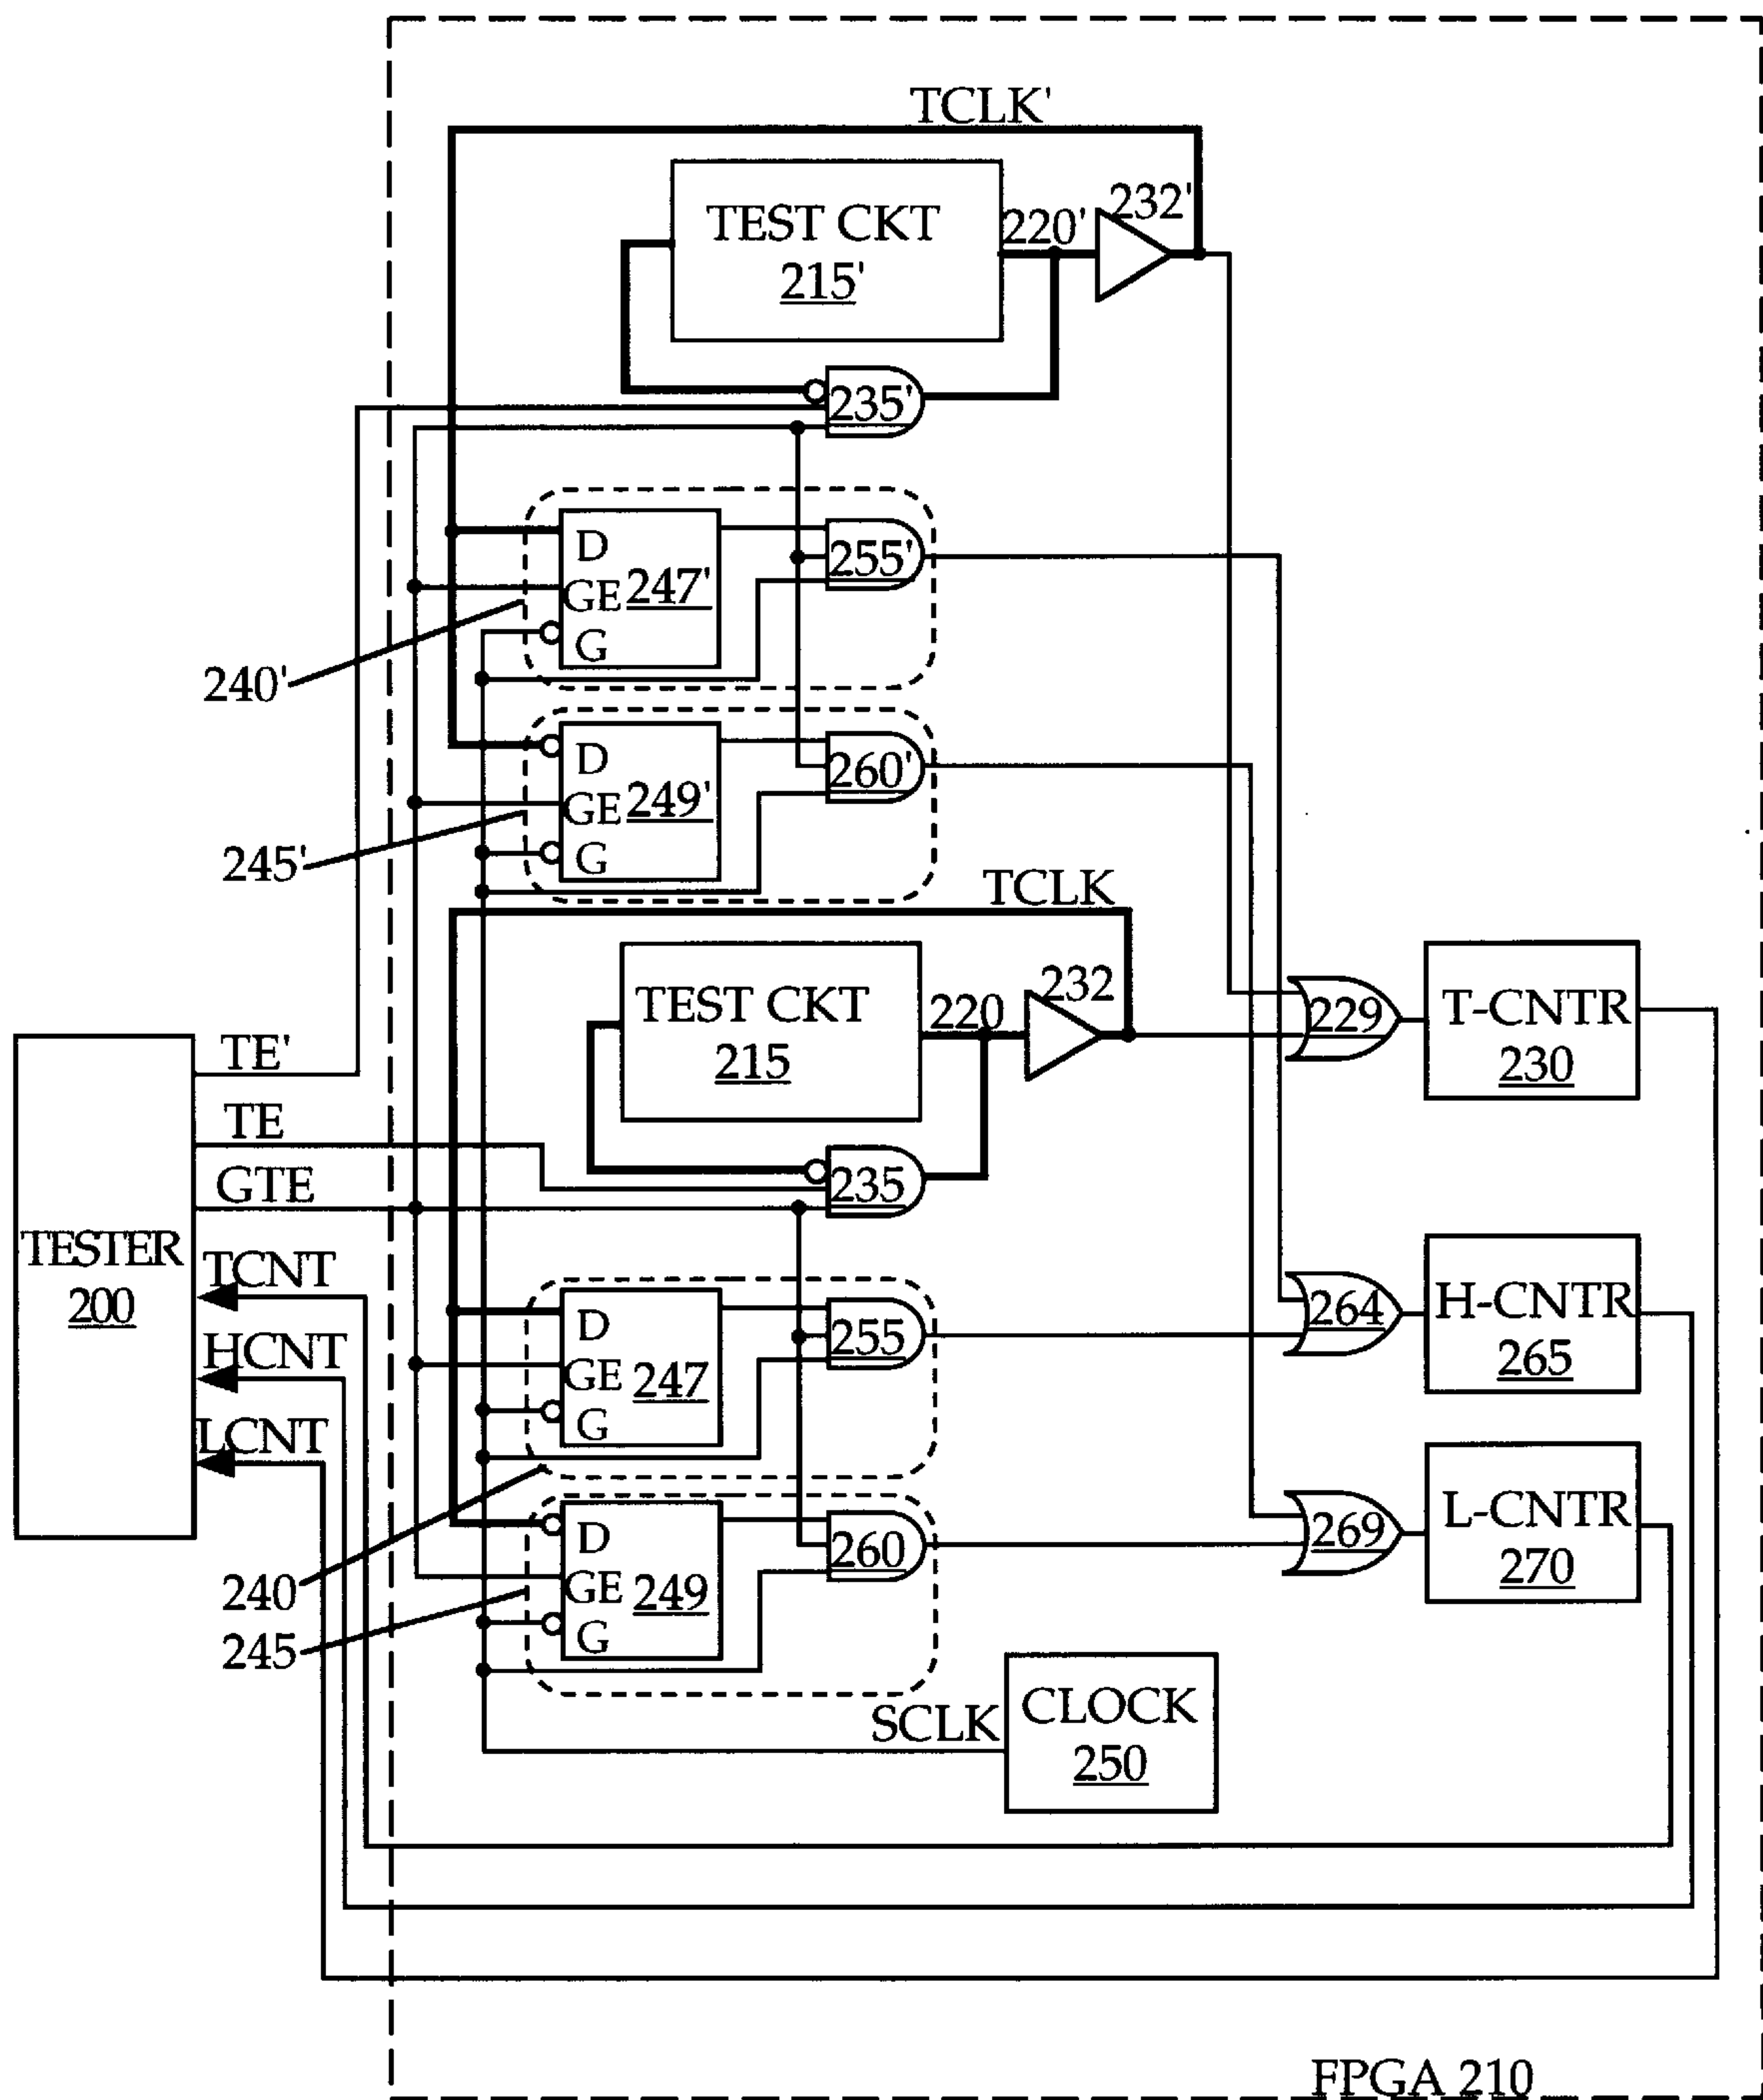 TCLK'
TEST CKT
215'
220'
232'
235'
D
GE 247'
G
255'
240'
D
GE 249'
G
260'
245'
TCLK
TEST CKT
215
220
232
229
T-CNTR
230
TE'
TE
GTE
235
TESTER
200
TCNT
HCNT
LCNT
D
GE 247
G
255
264
H-CNTR
265
240
D
GE 249
G
260
269
L-CNTR
270
245
SCLK
CLOCK
250
FPGA 210